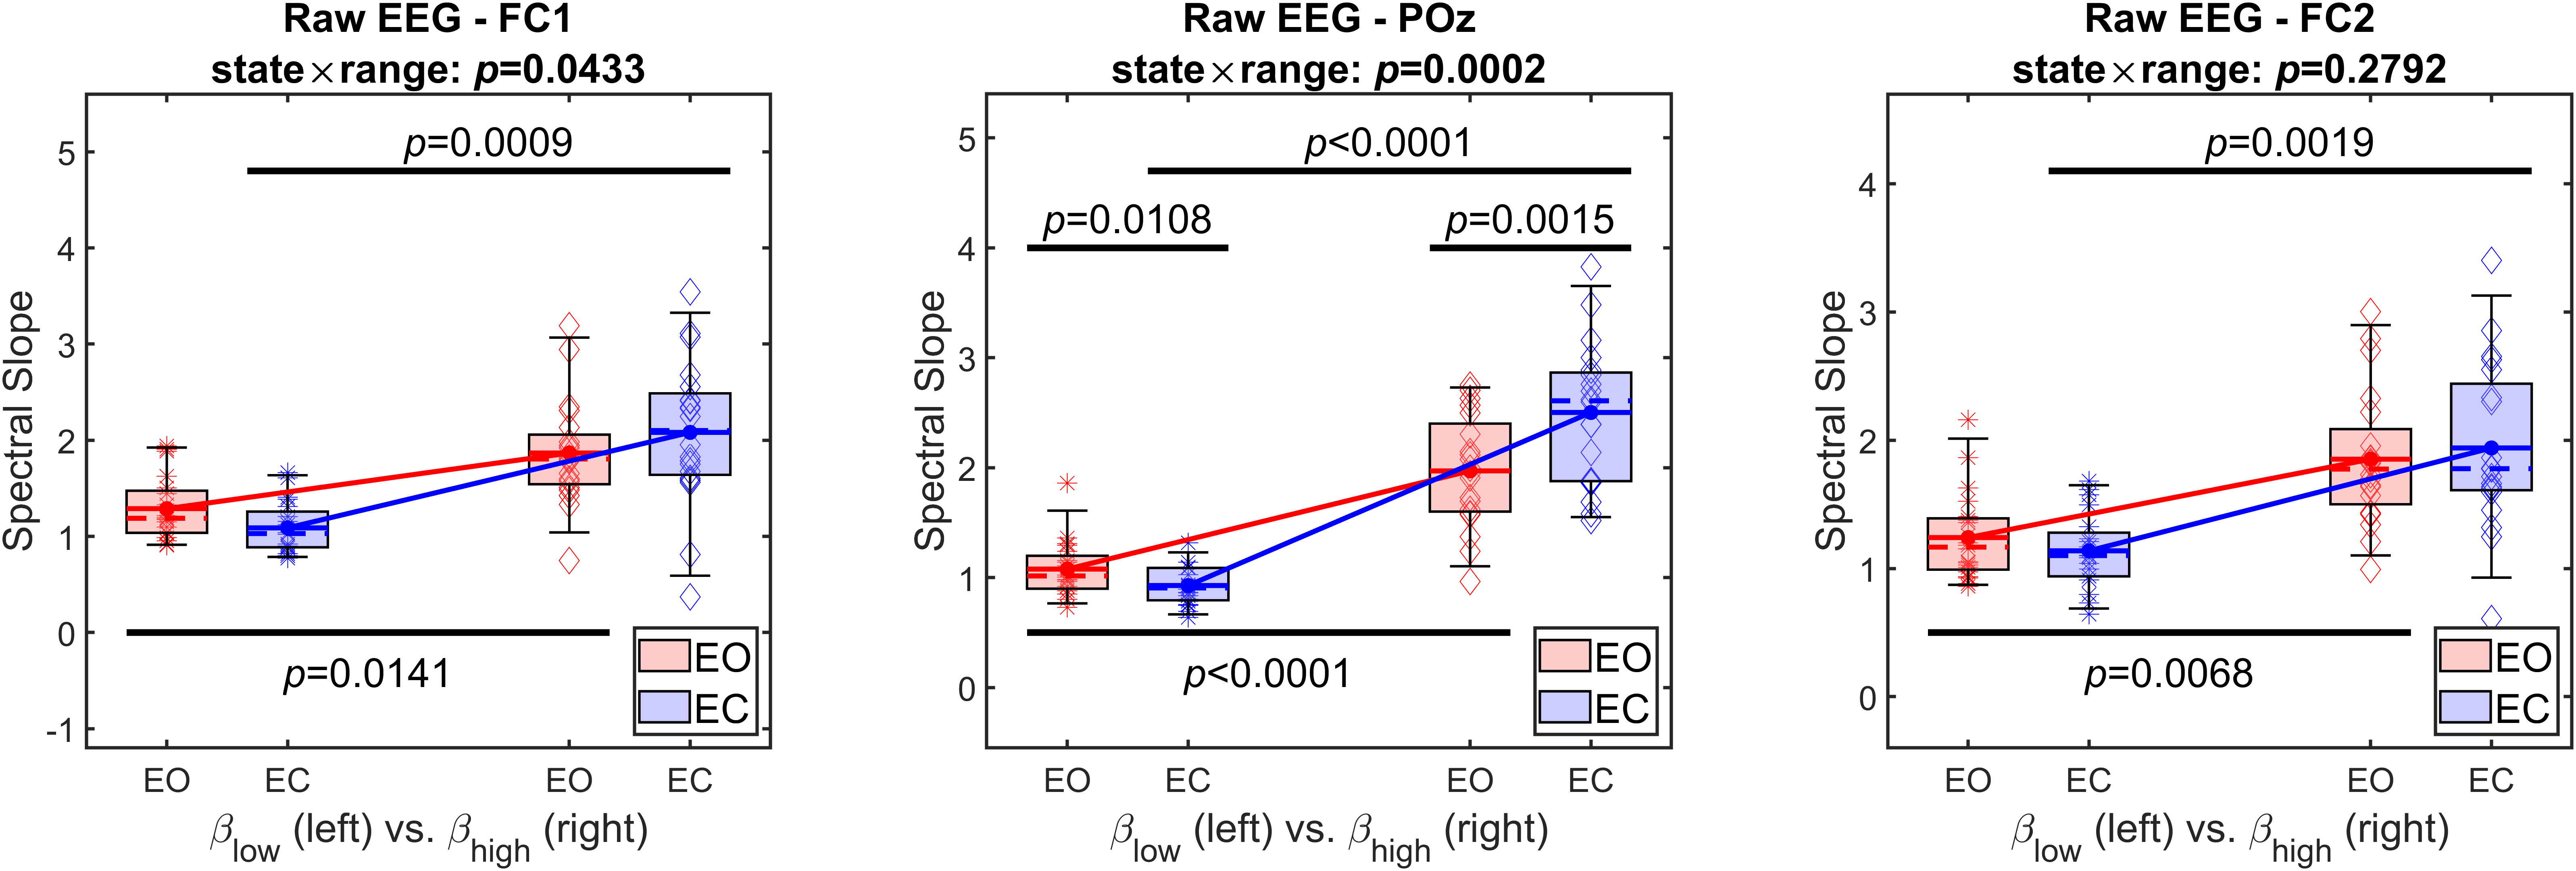 Raw EEG - FC1
state×range: p=0.0433
p=0.0009
5
4
3
2
1
0
-1
Spectral Slope
p=0.0141
EO
EC
EO
EC
EO
EC
βlow (left) vs. βhigh (right)
Raw EEG - POz
state×range: p=0.0002
p<0.0001
p=0.0108
p=0.0015
5
4
3
2
1
0
Spectral Slope
p<0.0001
EO
EC
EO
EC
EO
EC
βlow (left) vs. βhigh (right)
Raw EEG - FC2
state×range: p=0.2792
p=0.0019
4
3
2
1
0
Spectral Slope
p=0.0068
EO
EC
EO
EC
EO
EC
βlow (left) vs. βhigh (right)